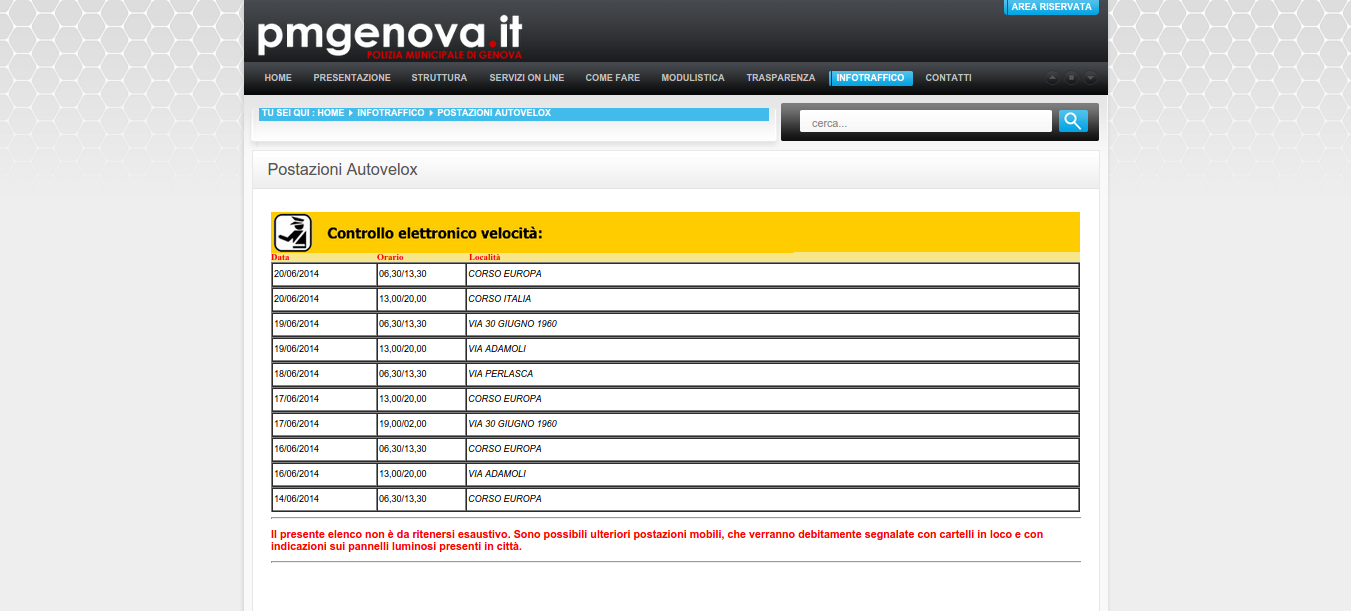 AREA RISERVATA
pmgenova.it
POLIZIA MUNICIPALE DI GENOVA
HOME PRESENTAZIONE STRUTTURA SERVIZI ON LINE COME FARE MODULISTICA TRASPARENZA INFOTRAFFICO CONTATTI
TU SEI QUI : HOME INFOTRAFFICO POSTAZIONI AUTOVELOX
cerca...
Postazioni Autovelox
Controllo elettronico velocità:
Data Orario Località
20/06/2014 06,30/13,30 CORSO EUROPA
20/06/2014 13,00/20,00 CORSO ITALIA
19/06/2014 06,30/13,30 VIA 30 GIUGNO 1960
19/06/2014 13,00/20,00 VIA ADAMOLI
18/06/2014 06,30/13,30 VIA PERLASCA
17/06/2014 13,00/20,00 CORSO EUROPA
17/06/2014 19,00/02,00 VIA 30 GIUGNO 1960
16/06/2014 06,30/13,30 CORSO EUROPA
16/06/2014 13,00/20,00 VIA ADAMOLI
14/06/2014 06,30/13,30 CORSO EUROPA
Il presente elenco non è da ritenersi esaustivo. Sono possibili ulteriori postazioni mobili, che verranno debitamente segnalate con cartelli in loco e con
indicazioni sui pannelli luminosi presenti in città.